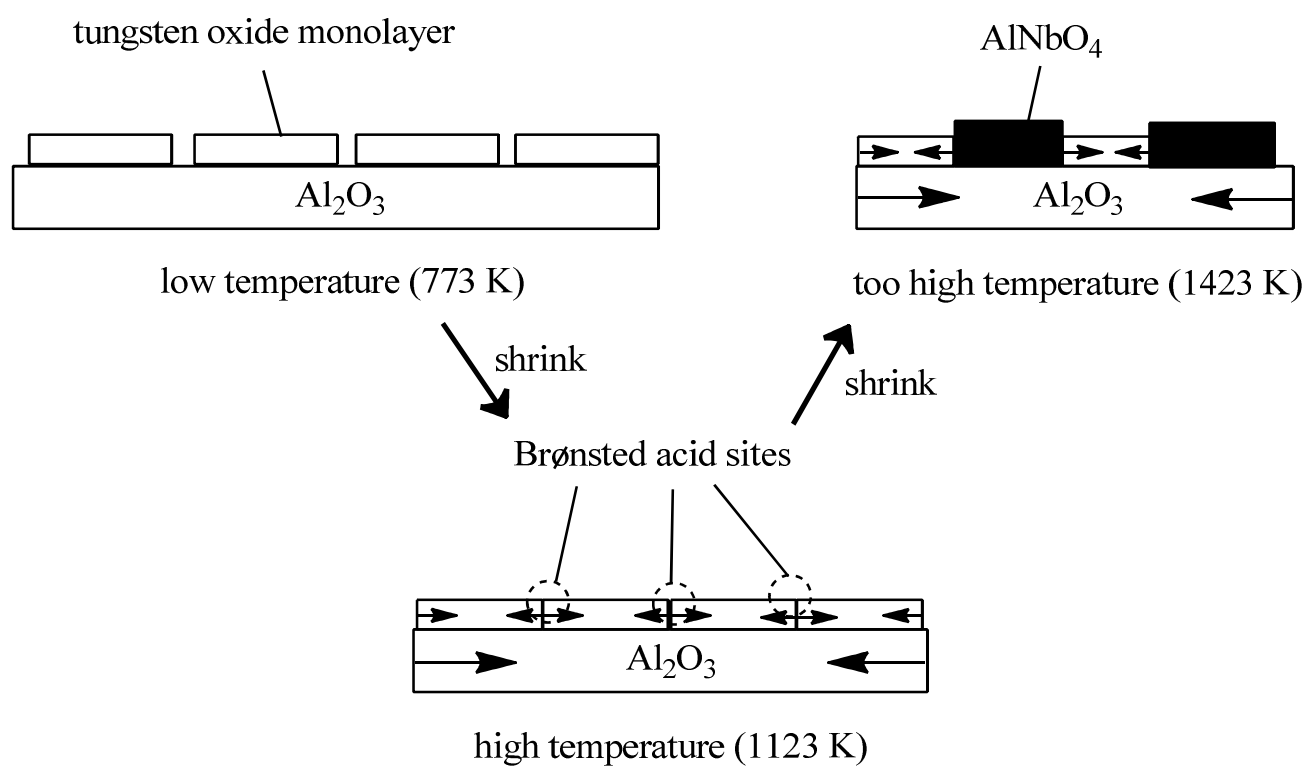 tungsten oxide monolayer
AlNbO4
Al2O3
Al2O3
low temperature (773 K)
too high temperature (1423 K)
shrink
shrink
Brønsted acid sites
Al2O3
high temperature (1123 K)